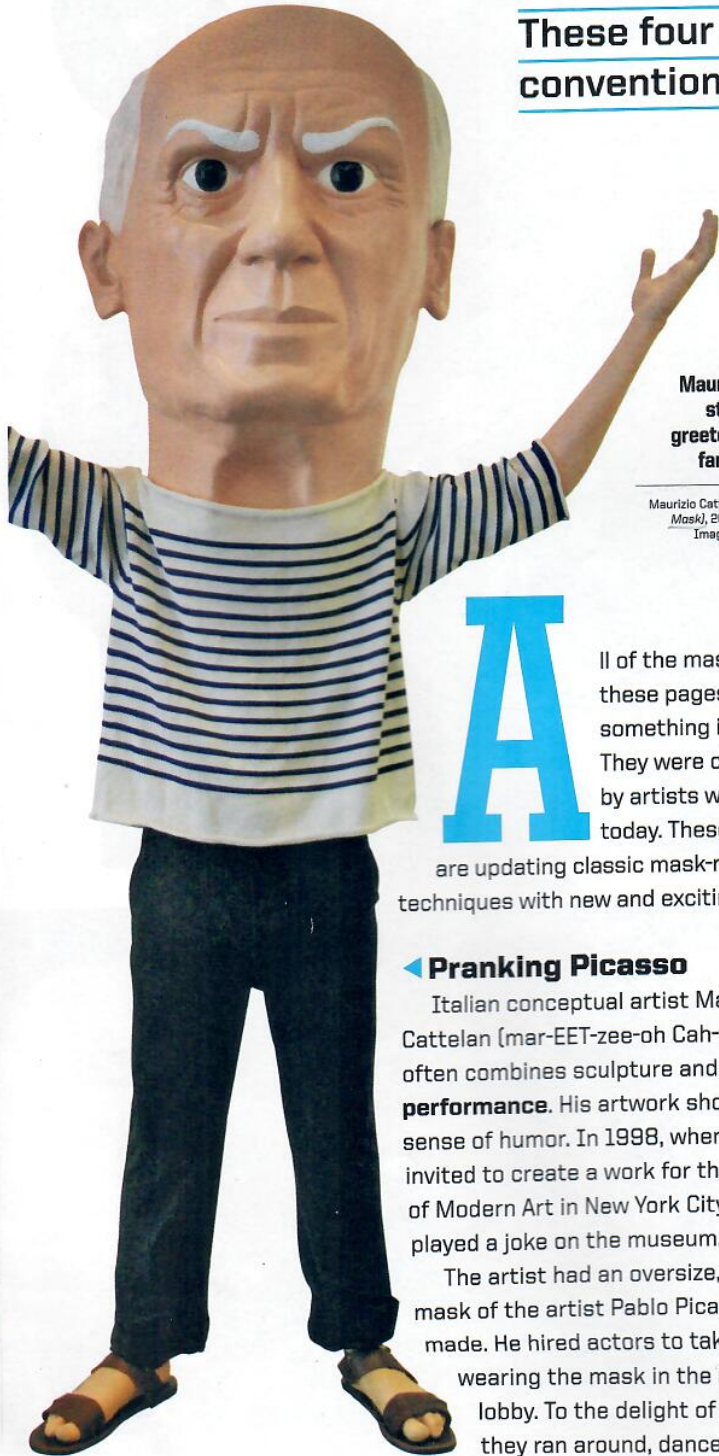 These four
convention
Maur
st
greete
far
Maurizio Cat
Mask), 2
Imag
All of the mas
these pages
something i
They were c
by artists w
today. These
are updating classic mask-r
techniques with new and excitin
Pranking Picasso
Italian conceptual artist Ma
Cattelan (mar-EET-zee-oh Cah-
often combines sculpture and
performance. His artwork sho
sense of humor. In 1998, when
invited to create a work for th
of Modern Art in New York City
played a joke on the museum.
The artist had an oversize,
mask of the artist Pablo Pica
made. He hired actors to tak
wearing the mask in the
lobby. To the delight of
they ran around, dance